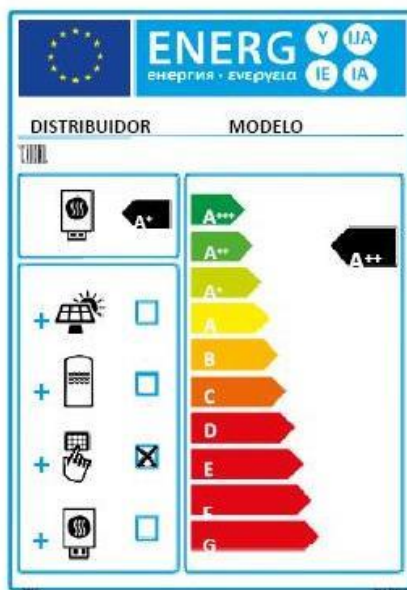 ENERG Y IJA
енергия · ενεργεια IE IA
DISTRIBUIDOR MODELO
A+
A+++
A++
A+
A
B
C
D
E
F
G
A++
+
+
+
+